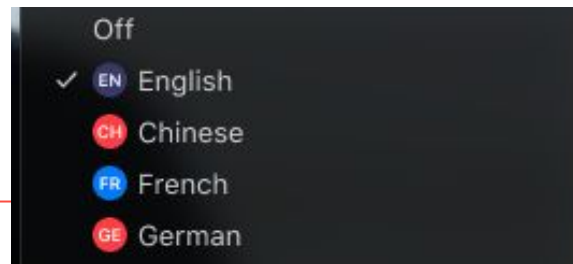 Off
EN English
CH Chinese
FR French
GE German